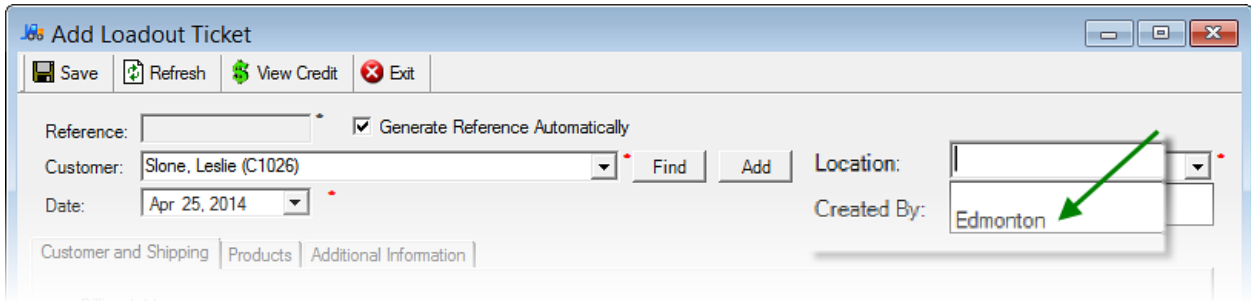 Add Loadout Ticket
Save Refresh View Credit Exit
Reference: * Generate Reference Automatically
Customer: Slone, Leslie (C1026) * Find Add Location: *
Date: Apr 25, 2014 * Created By: Edmonton
Customer and Shipping Products Additional Information